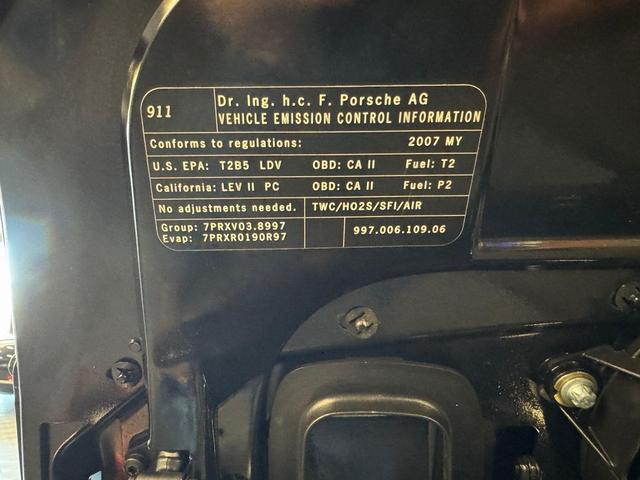 911
Dr. Ing. h.c. F. Porsche AG
VEHICLE EMISSION CONTROL INFORMATION
Conforms to regulations: 2007 MY
U.S. EPA: T2B5 LDV OBD: CA II Fuel: T2
California: LEV II PC OBD: CA II Fuel: P2
No adjustments needed. TWC/HO2S/SFI/AIR
Group: 7PRXV03.8997
Evap: 7PRXR0190R97
997.006.109.06